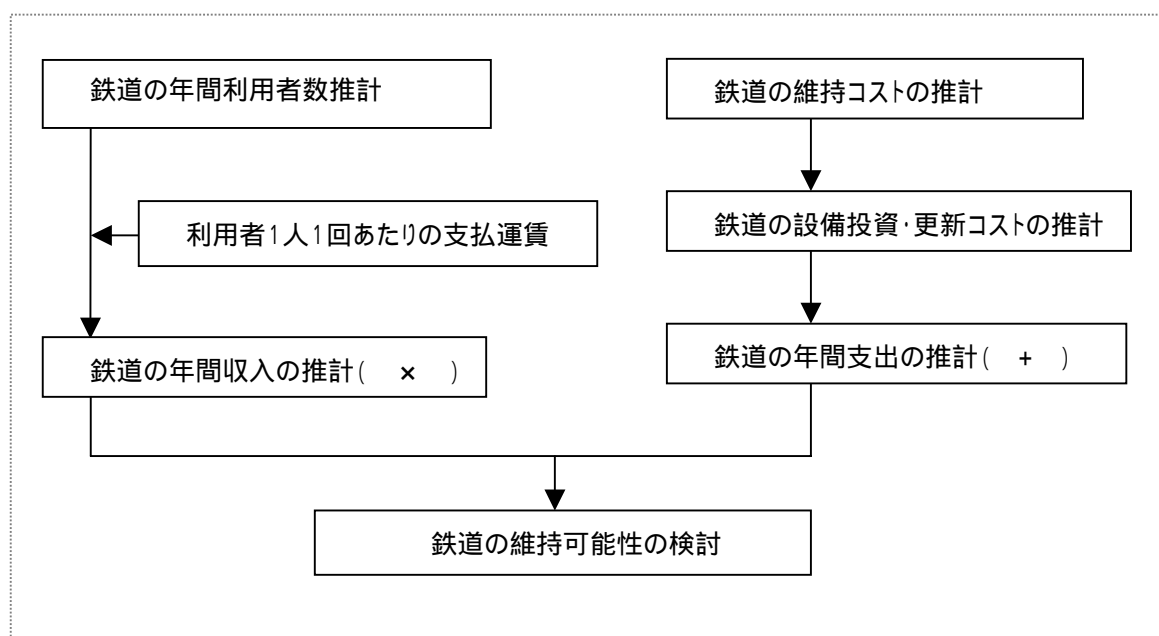 鉄道の年間利用者数推計
利用者1人1回あたりの支払運賃
鉄道の年間収入の推計(　×　)
鉄道の維持コストの推計
鉄道の設備投資・更新コストの推計
鉄道の年間支出の推計(　+　)
鉄道の維持可能性の検討